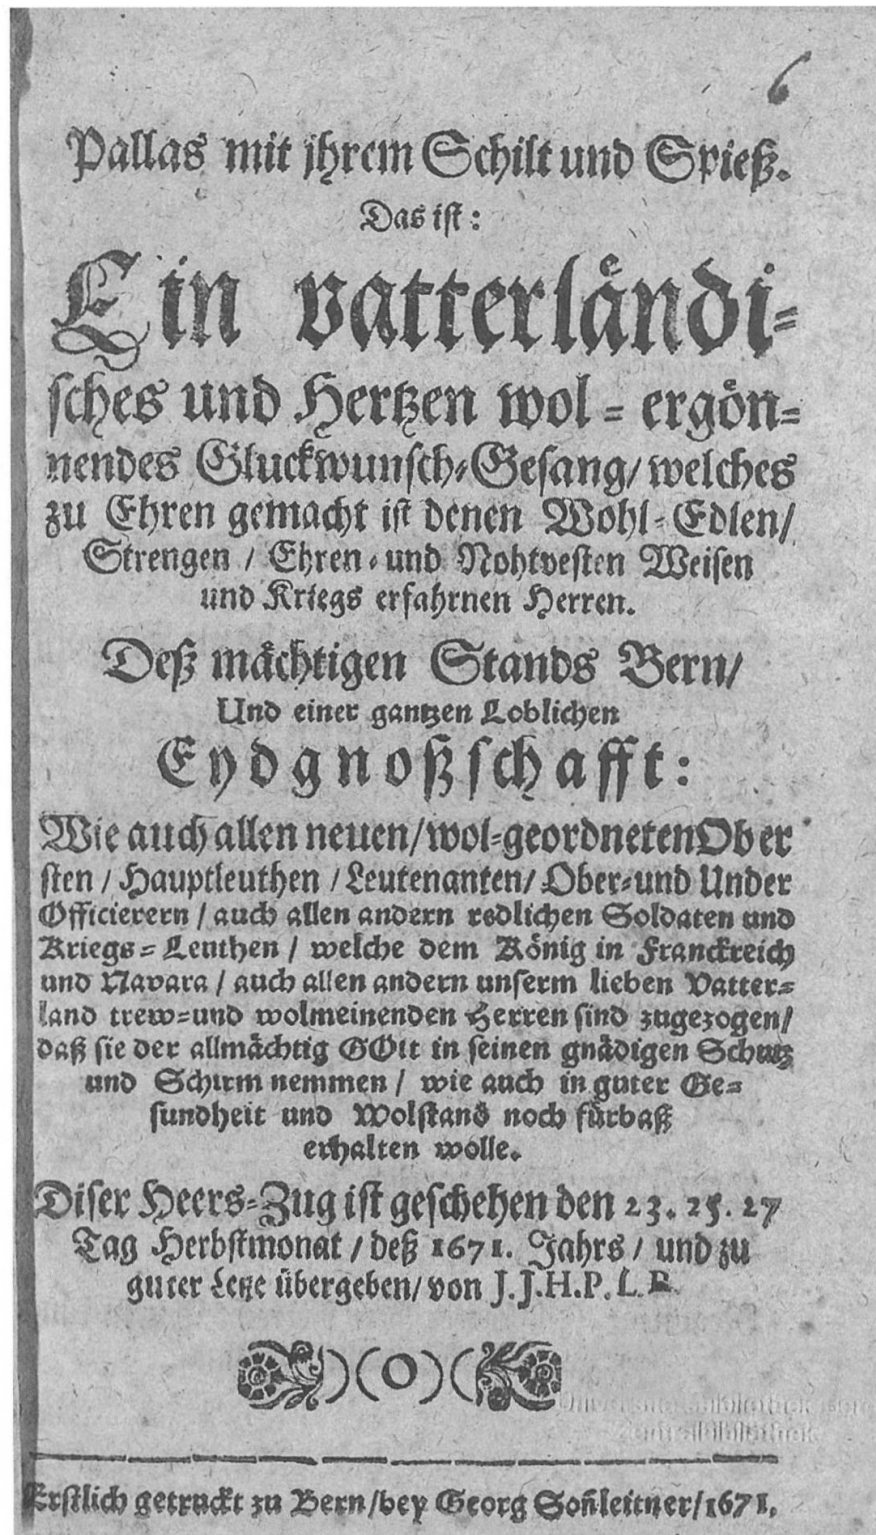 6
Pallas mit jhrem Schilt und Spieß.
Das ist:
Ein vatterländi-
sches und Hertzen wol-ergön-
nendes Gluckwunsch-Gesang/ welches
zu Ehren gemacht ist denen Wohl-Edlen/
Strengen / Ehren- und Nohtvesten Weisen
und Kriegs erfahrnen Herren.
Deß mächtigen Stands Bern/
Und einer gantzen Loblichen
Eydgnoßschafft:
Wie auch allen neuen/ wol-geordneten Ober
sten / Hauptleuthen / Leutenanten/ Ober-und Under
Officierern / auch allen andern redlichen Soldaten und
Kriegs-Leuthen / welche dem König in Franckreich
und Navara / auch allen andern unserm lieben Vatter-
land trew-und wolmeinenden Herren sind zugezogen/
daß sie der allmächtig GOtt in seinen gnädigen Schutz
und Schirm nemmen / wie auch in guter Ge-
sundheit und Wolstand noch fürbaß
erhalten wolle.
Diser Heers-Zug ist geschehen den 23. 25. 27
Tag Herbstmonat / deß 1671. Jahrs / und zu
guter Letze übergeben/ von J.J.H.P.L.B.
Erstlich getruckt zu Bern/ bey Georg Soñleitner/ 1671.